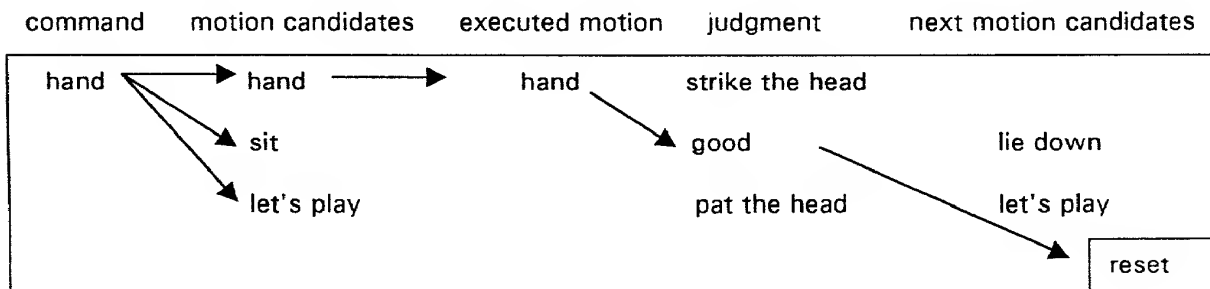 command motion candidates executed motion judgment next motion candidates
hand hand hand strike the head
sit good lie down
let's play pat the head let's play
reset